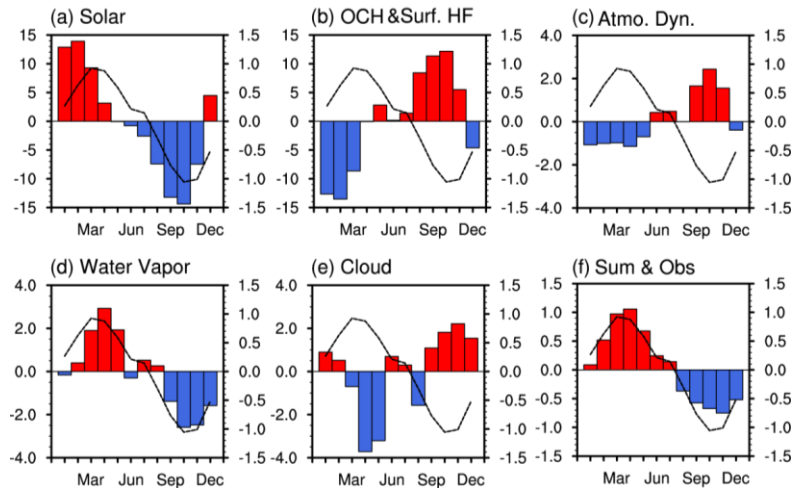 (a) Solar
(b) OCH & Surf. HF
(c) Atmo. Dyn.
15 10 5 0 -5 -10 -15
1.5 1.0 0.5 0.0 -0.5 -1.0 -1.5
15 10 5 0 -5 -10 -15
1.5 1.0 0.5 0.0 -0.5 -1.0 -1.5
4.0 2.0 0.0 -2.0 -4.0
1.5 1.0 0.5 0.0 -0.5 -1.0 -1.5
Mar Jun Sep Dec
Mar Jun Sep Dec
Mar Jun Sep Dec
(d) Water Vapor
(e) Cloud
(f) Sum & Obs
4.0 2.0 0.0 -2.0 -4.0
1.5 1.0 0.5 0.0 -0.5 -1.0 -1.5
4.0 2.0 0.0 -2.0 -4.0
1.5 1.0 0.5 0.0 -0.5 -1.0 -1.5
1.5 1.0 0.5 0.0 -0.5 -1.0 -1.5
1.5 1.0 0.5 0.0 -0.5 -1.0 -1.5
Mar Jun Sep Dec
Mar Jun Sep Dec
Mar Jun Sep Dec